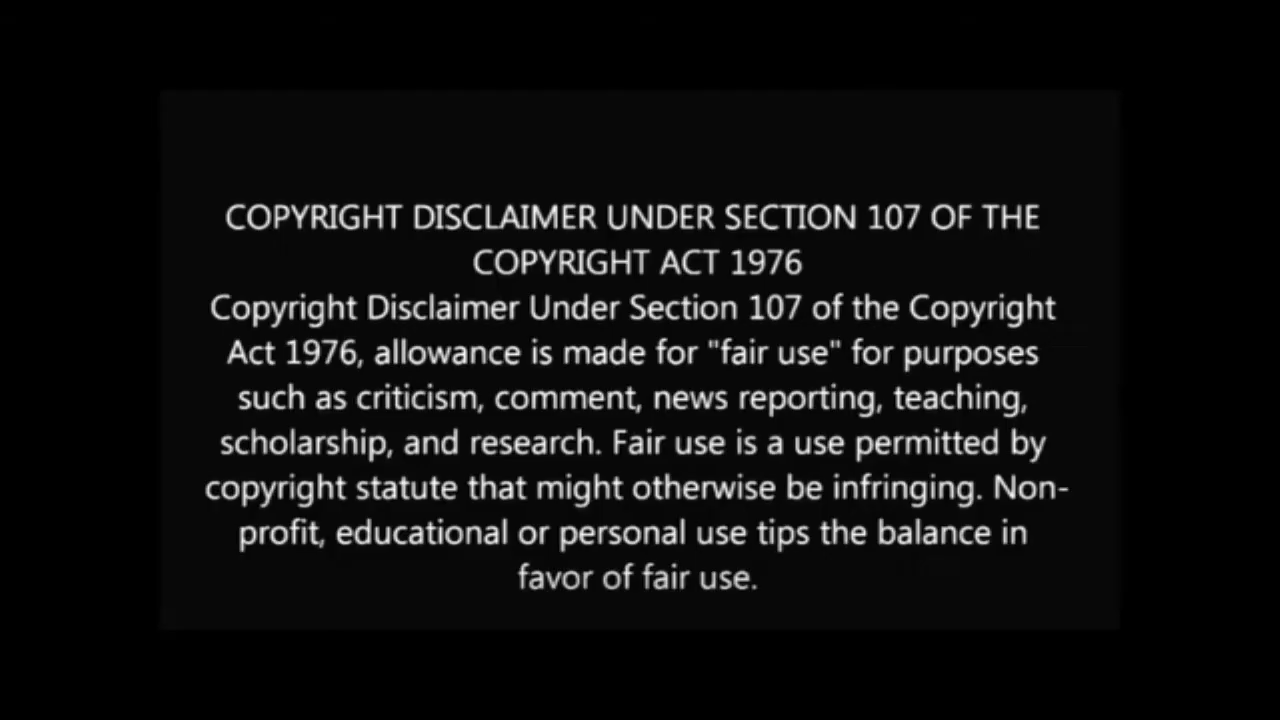 COPYRIGHT DISCLAIMER UNDER SECTION 107 OF THE
COPYRIGHT ACT 1976
Copyright Disclaimer Under Section 107 of the Copyright
Act 1976, allowance is made for "fair use" for purposes
such as criticism, comment, news reporting, teaching,
scholarship, and research. Fair use is a use permitted by
copyright statute that might otherwise be infringing. Non-
profit, educational or personal use tips the balance in
favor of fair use.